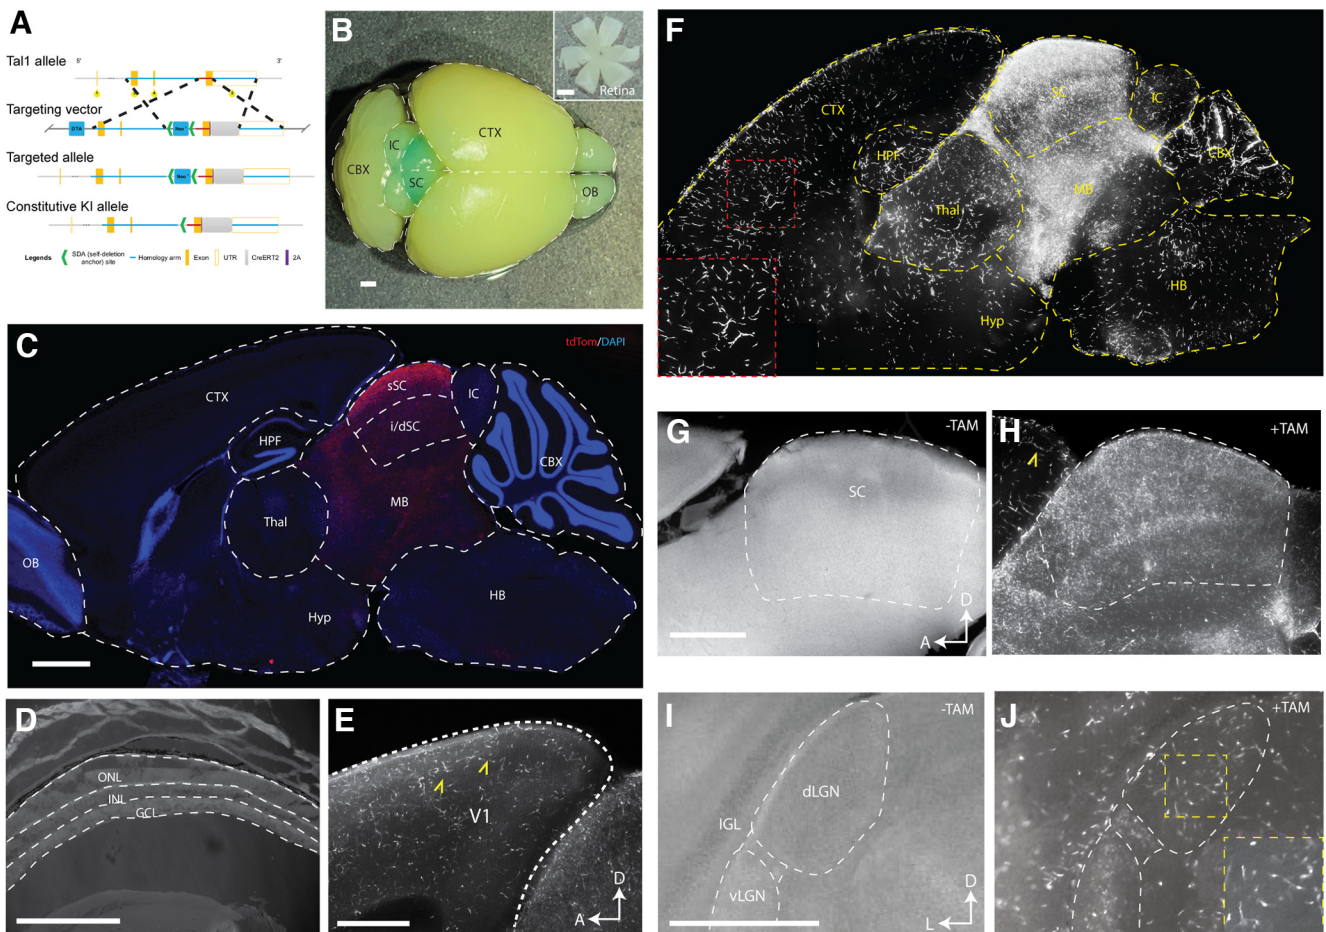 A
Tal1 allele
5'
3'
Targeting vector
DTA
Neo
Targeted allele
Neo
Constitutive KI allele
Legends
SDA (self-deletion
anchor) site
Homology arm
Exon
UTR
CreERT2
2A
B
Retina
CTX
IC
CBX
SC
OB
C
tdTom/DAPI
CTX
sSC
IC
i/dSC
HPF
CBX
MB
Thal
OB
HB
Hyp
D
ONL
INL
GCL
E
V1
D
A
F
CTX
SC
IC
HPF
CBX
MB
Thal
HB
Hyp
G
-TAM
SC
D
A
H
+TAM
I
-TAM
dLGN
IGL
vLGN
D
L
J
+TAM